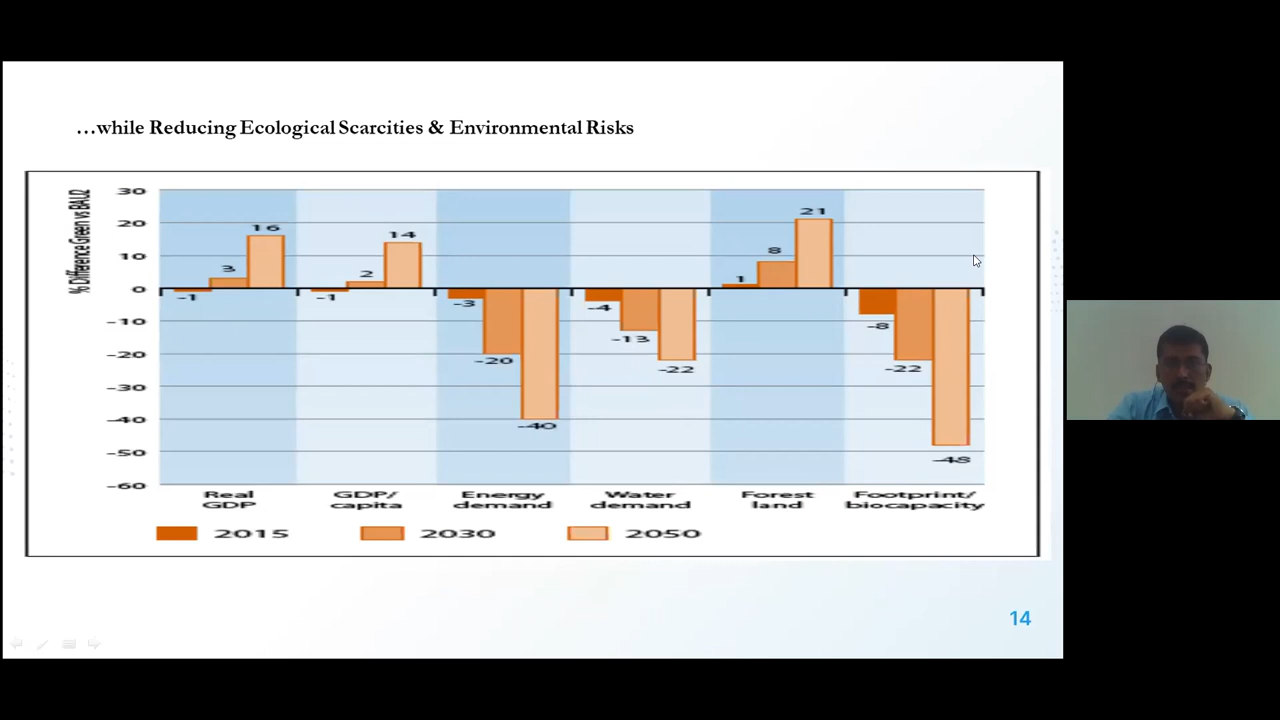 …while Reducing Ecological Scarcities & Environmental Risks
% Difference Green vs BAU2
30
20
10
0
-10
-20
-30
-40
-50
-60
-1
3
16
-1
2
14
-3
-20
-40
-4
-13
-22
1
8
21
-8
-22
-48
Real
GDP
GDP/
capita
Energy
demand
Water
demand
Forest
land
Footprint/
biocapacity
2015
2030
2050
14